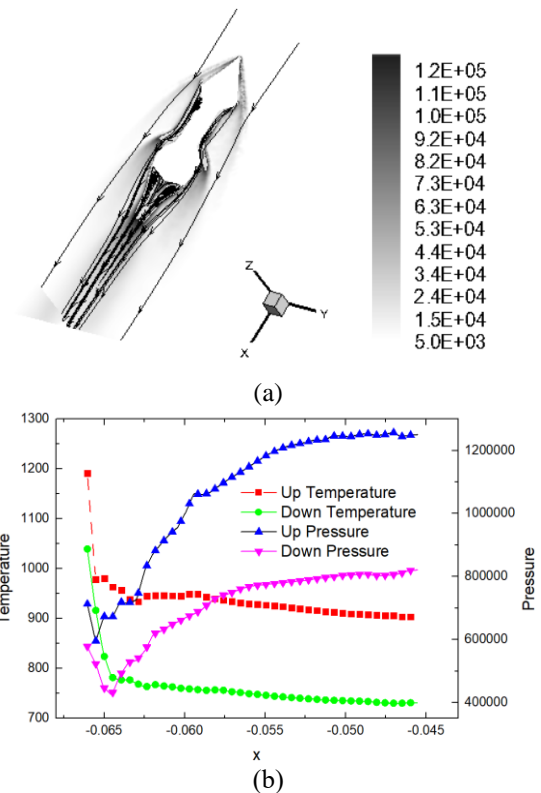 1.2E+05
1.1E+05
1.0E+05
9.2E+04
8.2E+04
7.3E+04
6.3E+04
5.3E+04
4.4E+04
3.4E+04
2.4E+04
1.5E+04
5.0E+03
Z
Y
X
(a)
1300
1200
1100
1000
900
800
700
Temperature
Up Temperature
Down Temperature
Up Pressure
Down Pressure
1200000
1000000
800000
600000
400000
Pressure
-0.065
-0.060
-0.055
-0.050
-0.045
x
(b)